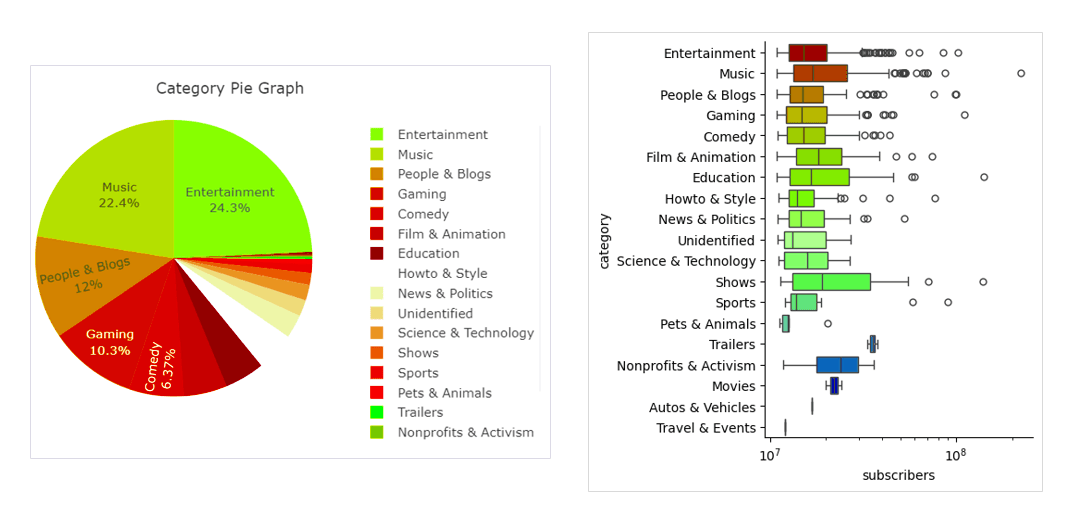 Category Pie Graph
Music
22.4%
Entertainment
24.3%
People & Blogs
12%
Gaming
10.3%
Comedy
6.37%
Entertainment
Music
People & Blogs
Gaming
Comedy
Film & Animation
Education
Howto & Style
News & Politics
Unidentified
Science & Technology
Shows
Sports
Pets & Animals
Trailers
Nonprofits & Activism
category
Entertainment
Music
People & Blogs
Gaming
Comedy
Film & Animation
Education
Howto & Style
News & Politics
Unidentified
Science & Technology
Shows
Sports
Pets & Animals
Trailers
Nonprofits & Activism
Movies
Autos & Vehicles
Travel & Events
10⁷ 10⁸
subscribers